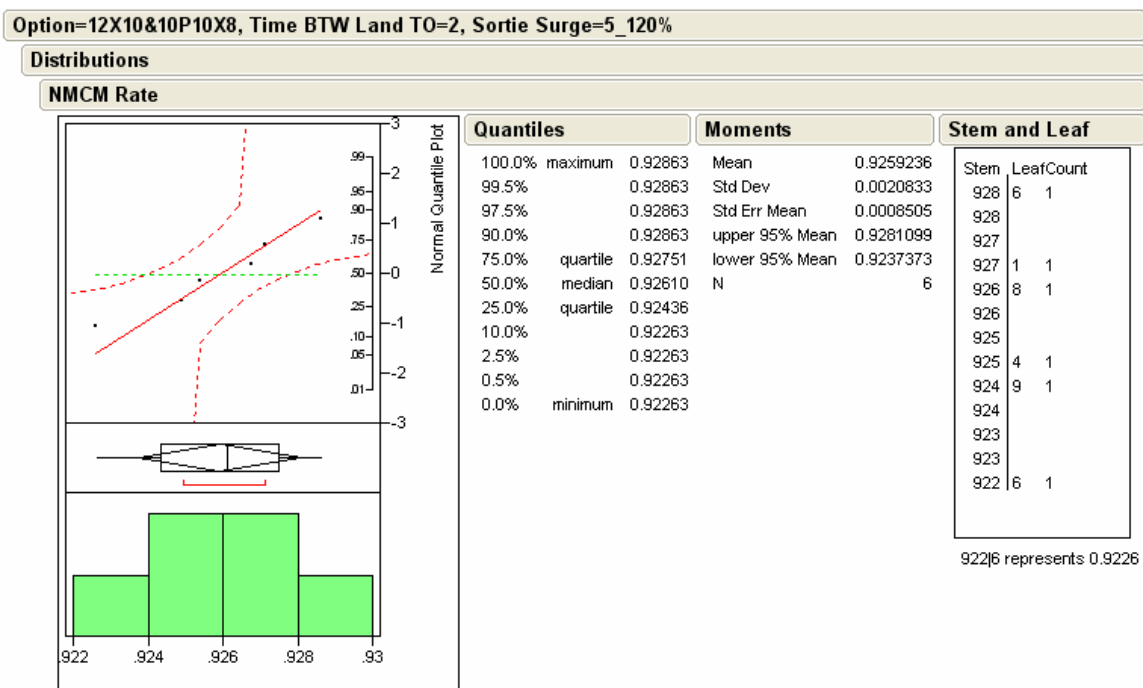 Option=12X10&10P10X8, Time BTW Land TO=2, Sortie Surge=5_120%
Distributions
NMCM Rate
3
2
1
0
-1
-2
-3
.99
.95
.90
.75
.50
.25
.10
.05
.01
Normal Quantile Plot
.922 .924 .926 .928 .93
Quantiles
100.0% maximum 0.92863
99.5% 0.92863
97.5% 0.92863
90.0% 0.92863
75.0% quartile 0.92751
50.0% median 0.92610
25.0% quartile 0.92436
10.0% 0.92263
2.5% 0.92263
0.5% 0.92263
0.0% minimum 0.92263
Moments
Mean 0.9259236
Std Dev 0.0020833
Std Err Mean 0.0008505
upper 95% Mean 0.9281099
lower 95% Mean 0.9237373
N 6
Stem and Leaf
Stem LeafCount
928 6 1
928
927
927 1 1
926 8 1
926
925
925 4 1
924 9 1
924
923
923
922 6 1
922|6 represents 0.9226